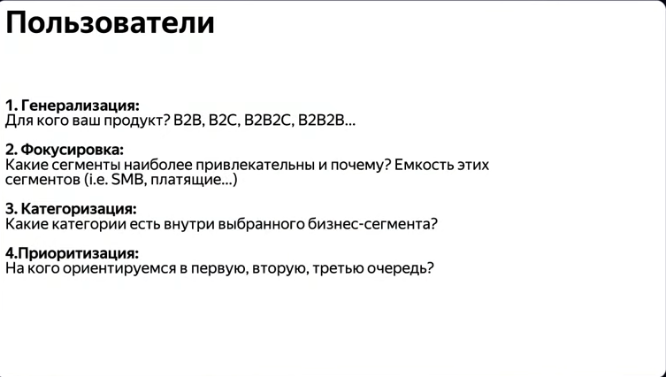 Пользователи
1. Генерализация:
Для кого ваш продукт? B2B, B2C, B2B2C, B2B2B...
2. Фокусировка:
Какие сегменты наиболее привлекательны и почему? Емкость этих
сегментов (i.e. SMB, платящие...)
3. Категоризация:
Какие категории есть внутри выбранного бизнес-сегмента?
4.Приоритизация:
На кого ориентируемся в первую, вторую, третью очередь?